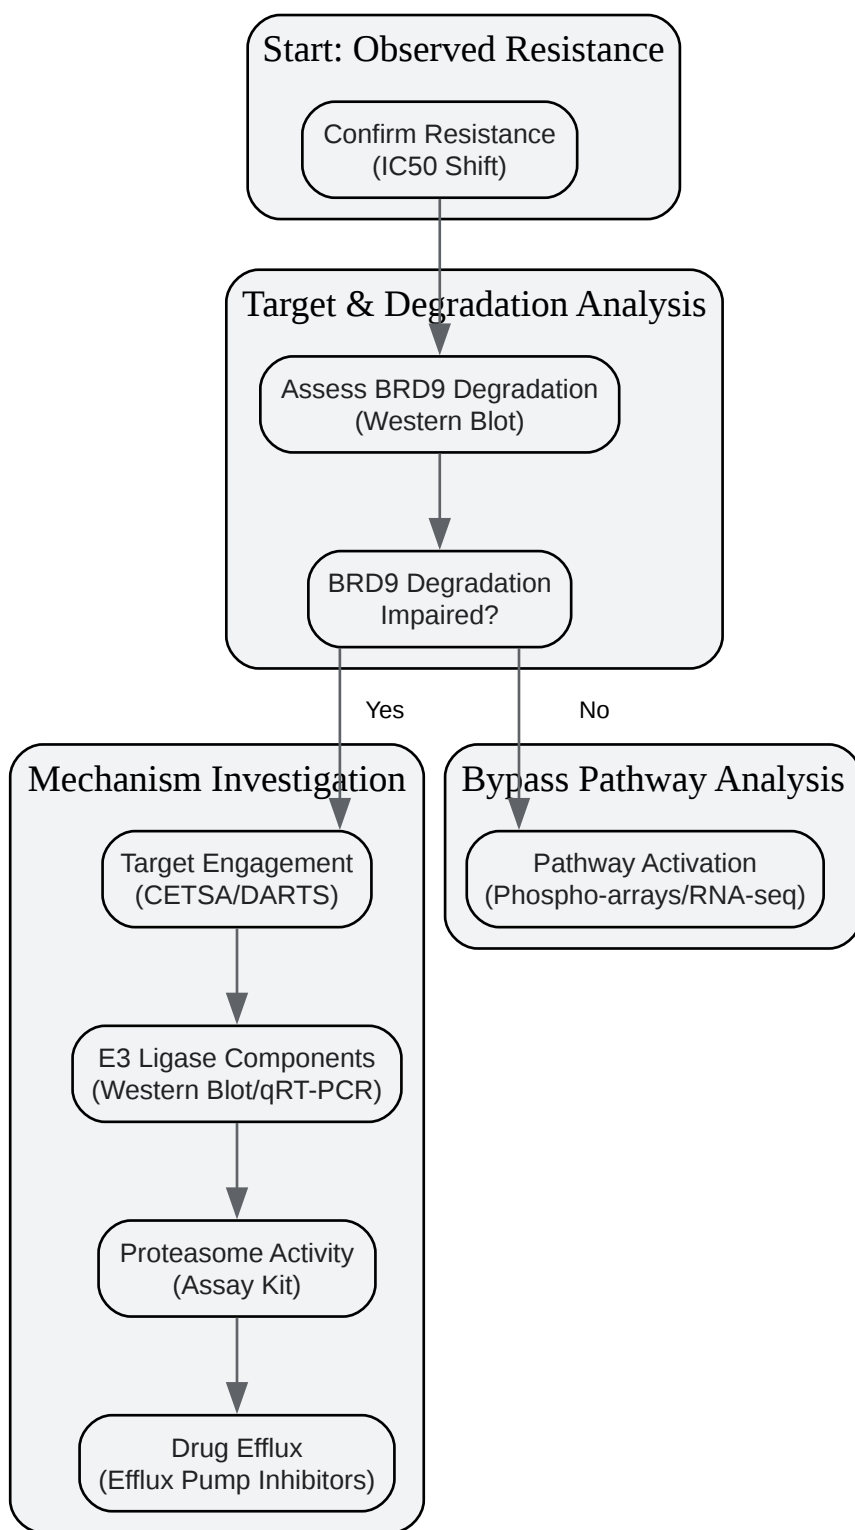 Start: Observed Resistance
Confirm Resistance
(IC50 Shift)
Target & Degradation Analysis
Assess BRD9 Degradation
(Western Blot)
BRD9 Degradation
Impaired?
Yes
No
Mechanism Investigation
Target Engagement
(CETSA/DARTS)
E3 Ligase Components
(Western Blot/qRT-PCR)
Proteasome Activity
(Assay Kit)
Drug Efflux
(Efflux Pump Inhibitors)
Bypass Pathway Analysis
Pathway Activation
(Phospho-arrays/RNA-seq)